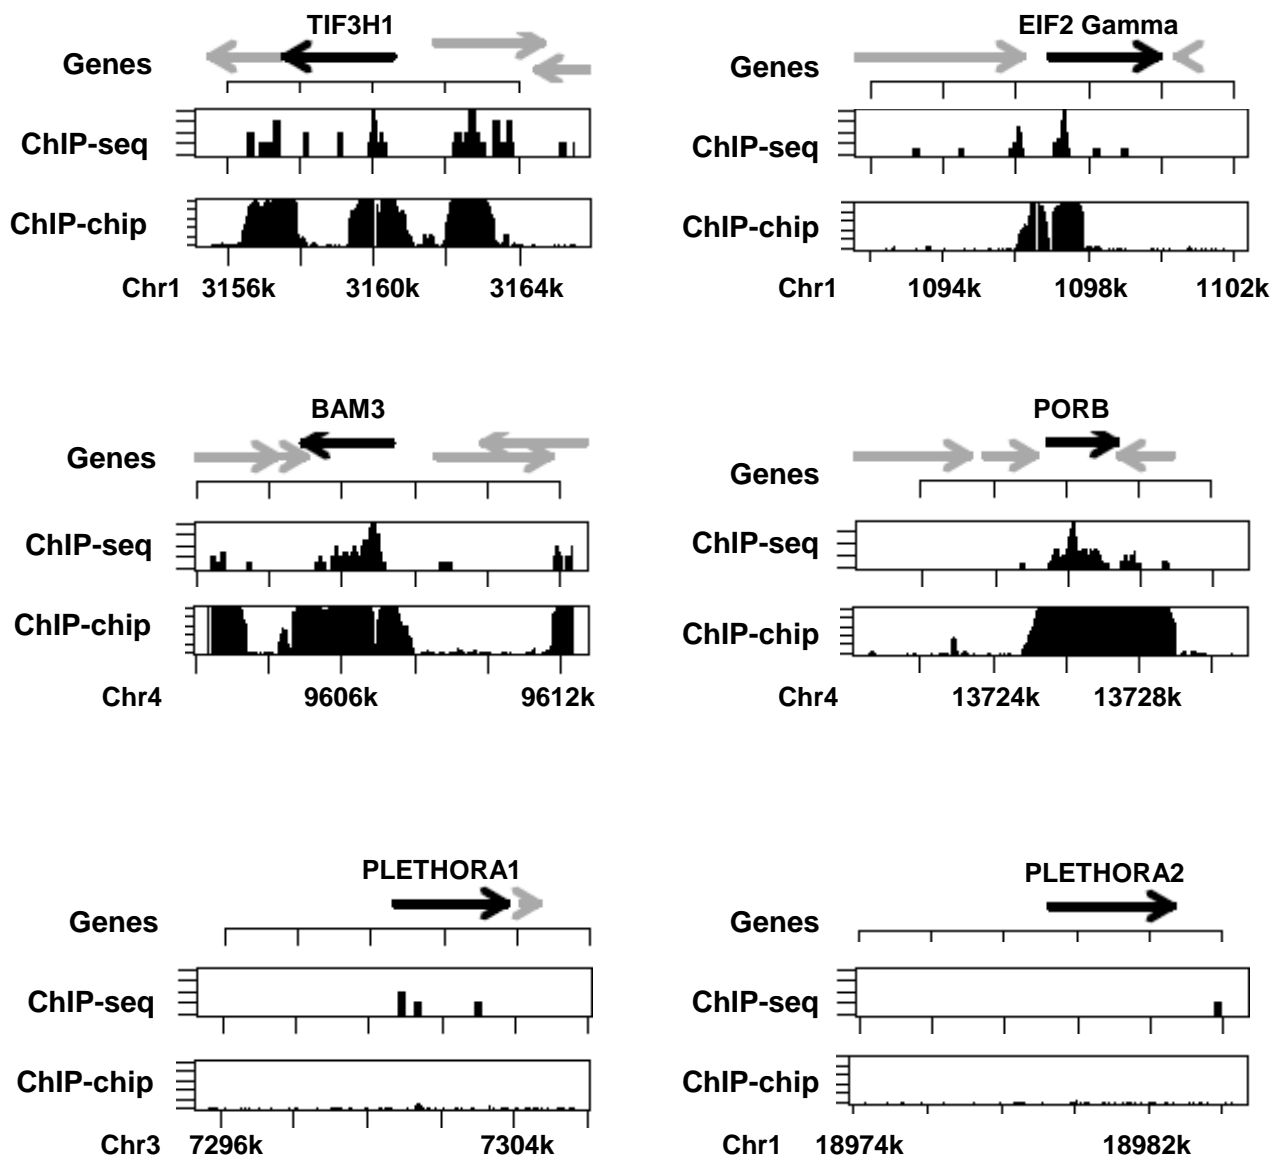 TIF3H1
Genes
ChIP-seq
ChIP-chip
Chr1 3156k 3160k 3164k
EIF2 Gamma
Genes
ChIP-seq
ChIP-chip
Chr1 1094k 1098k 1102k
BAM3
Genes
ChIP-seq
ChIP-chip
Chr4 9606k 9612k
PORB
Genes
ChIP-seq
ChIP-chip
Chr4 13724k 13728k
PLETHORA1
Genes
ChIP-seq
ChIP-chip
Chr3 7296k 7304k
PLETHORA2
Genes
ChIP-seq
ChIP-chip
Chr1 18974k 18982k